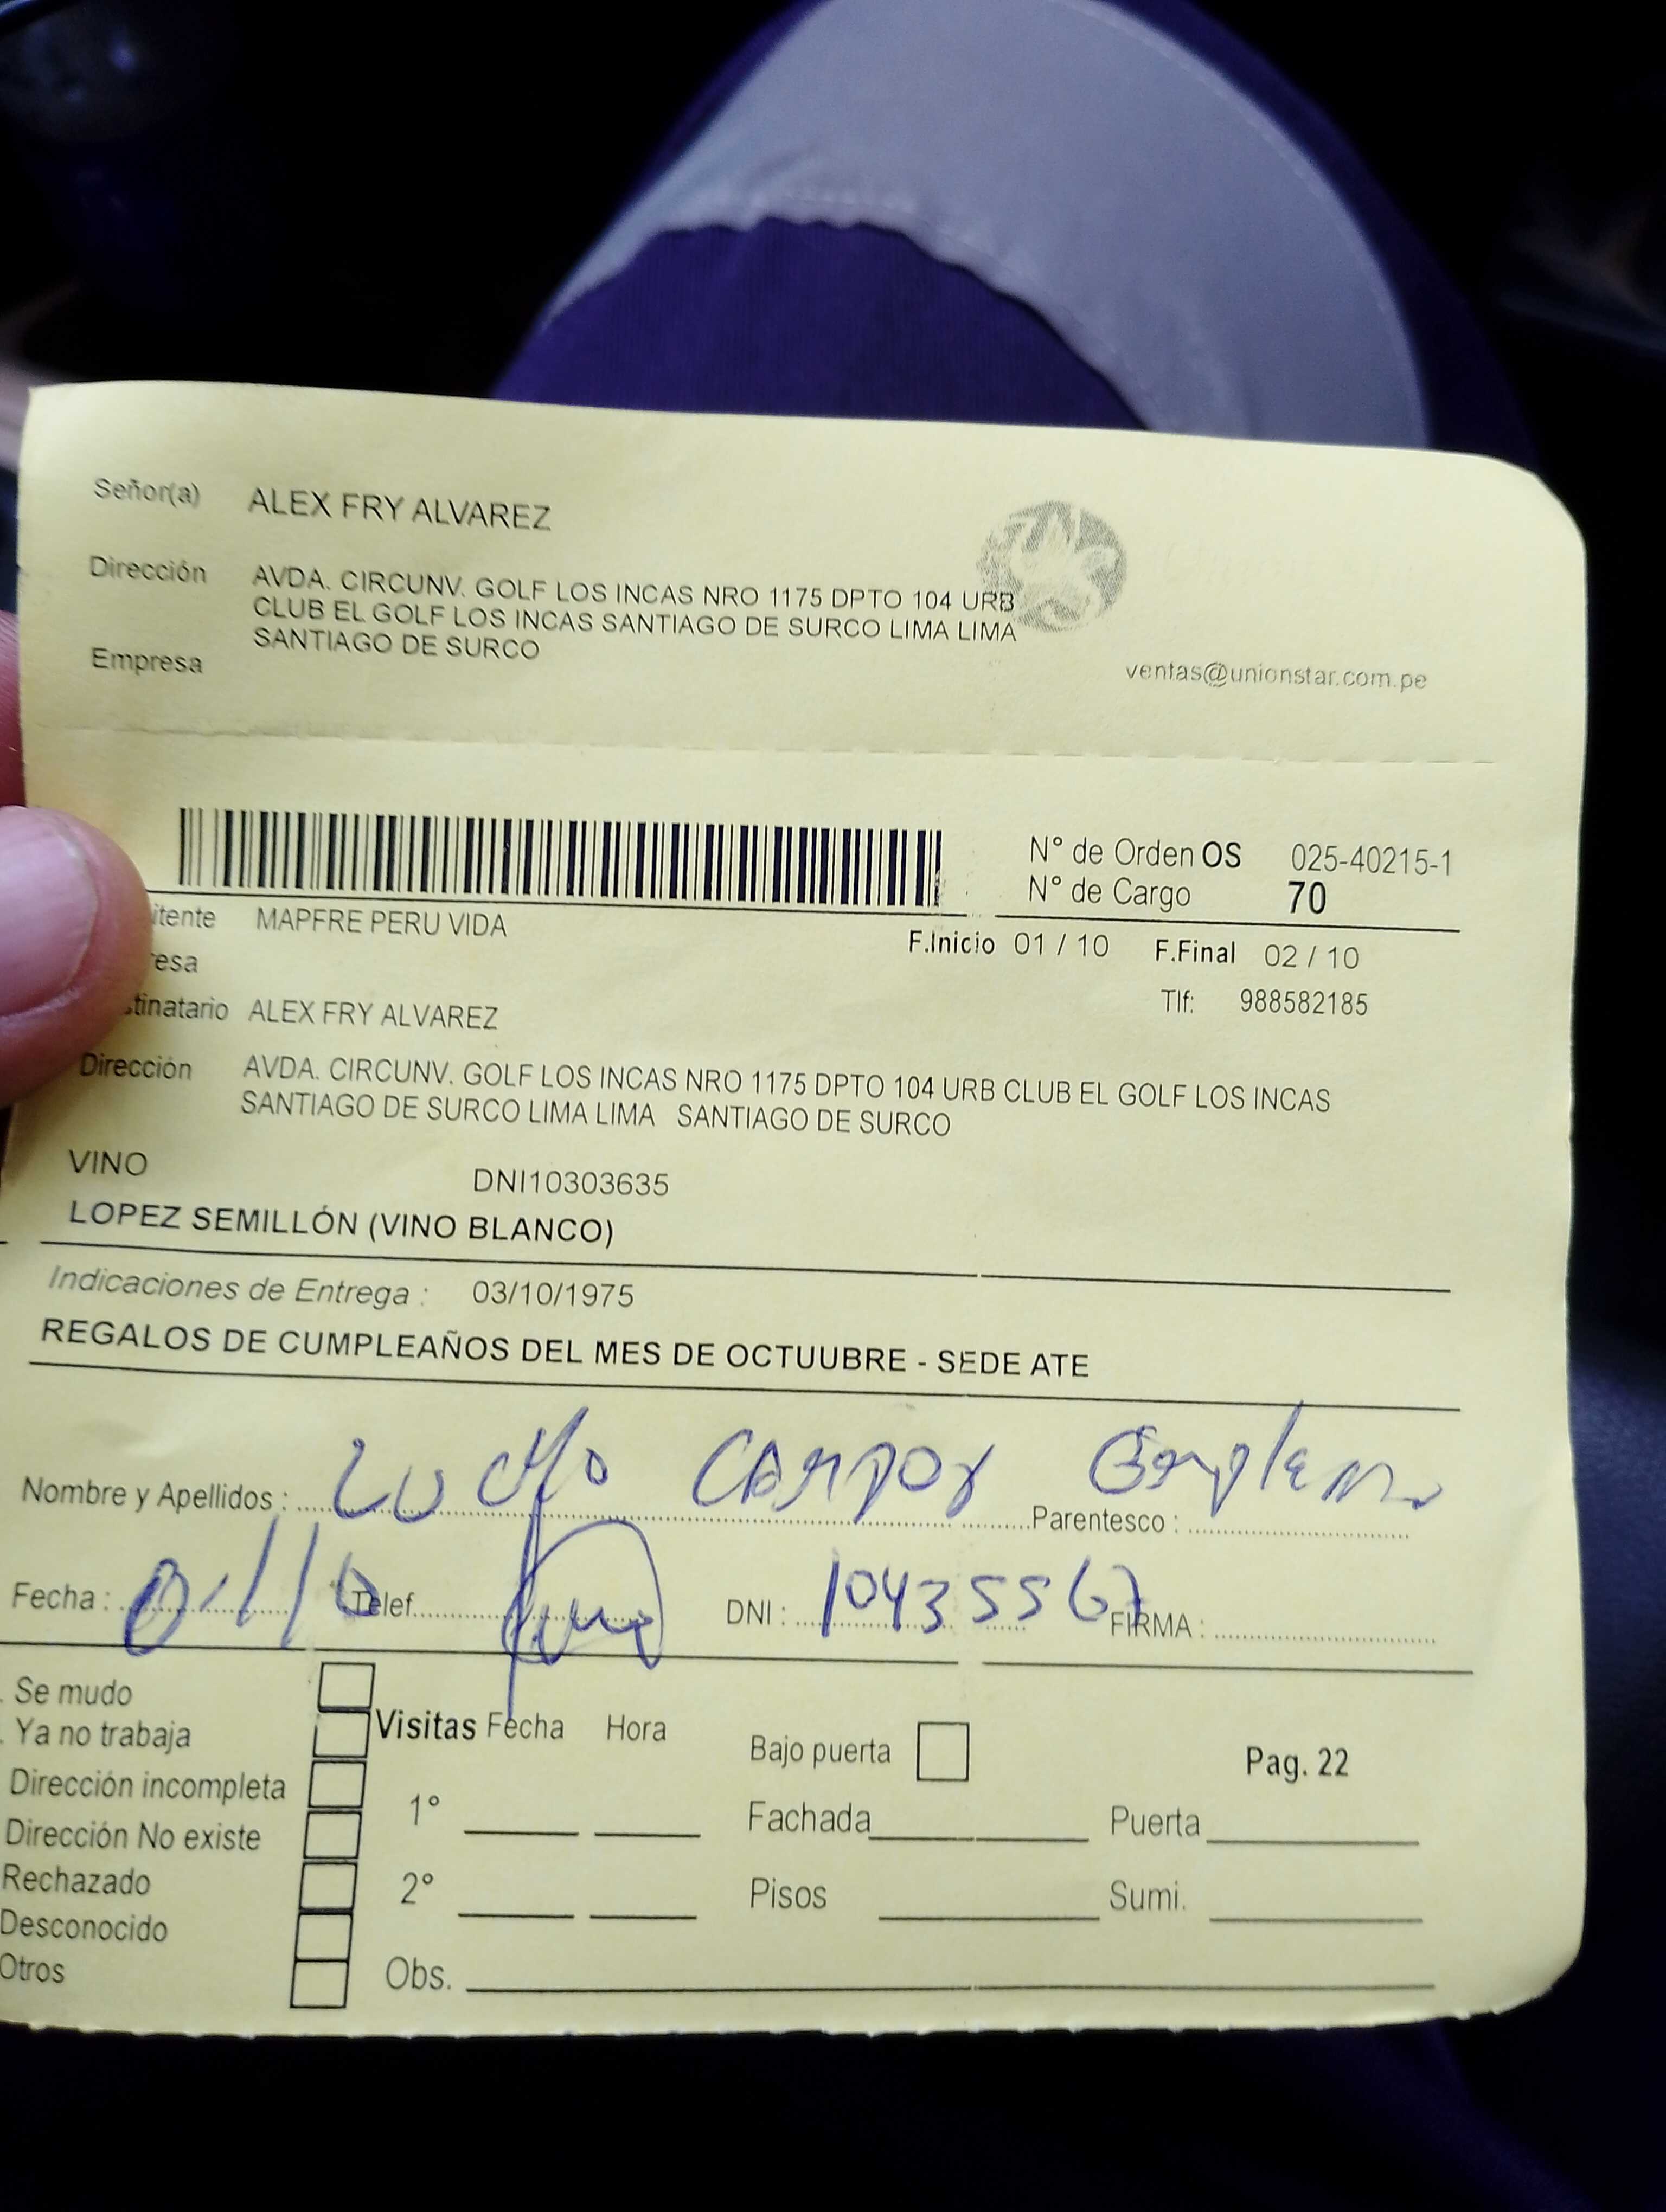 Señor(a) ALEX FRY ALVAREZ
Dirección AVDA. CIRCUNV. GOLF LOS INCAS NRO 1175 DPTO 104 URB
CLUB EL GOLF LOS INCAS SANTIAGO DE SURCO LIMA LIMA
SANTIAGO DE SURCO
Empresa
ventas@unionstar.com.pe
N° de Orden OS 025-40215-1
N° de Cargo 70
itente MAPFRE PERU VIDA
F.Inicio 01 / 10 F.Final 02 / 10
resa
Tlf: 988582185
tinatario ALEX FRY ALVAREZ
Dirección AVDA. CIRCUNV. GOLF LOS INCAS NRO 1175 DPTO 104 URB CLUB EL GOLF LOS INCAS
SANTIAGO DE SURCO LIMA LIMA SANTIAGO DE SURCO
VINO DNI10303635
LOPEZ SEMILLÓN (VINO BLANCO)
Indicaciones de Entrega : 03/10/1975
REGALOS DE CUMPLEAÑOS DEL MES DE OCTUUBRE - SEDE ATE
Nombre y Apellidos : Campos Parentesco :
Fecha : Telef. DNI : 10435567 FIRMA :
Se mudo
Ya no trabaja
Dirección incompleta
Dirección No existe
Rechazado
Desconocido
Otros
Visitas Fecha Hora
1°
2°
Obs.
Bajo puerta
Fachada
Pisos
Pag. 22
Puerta
Sumi.